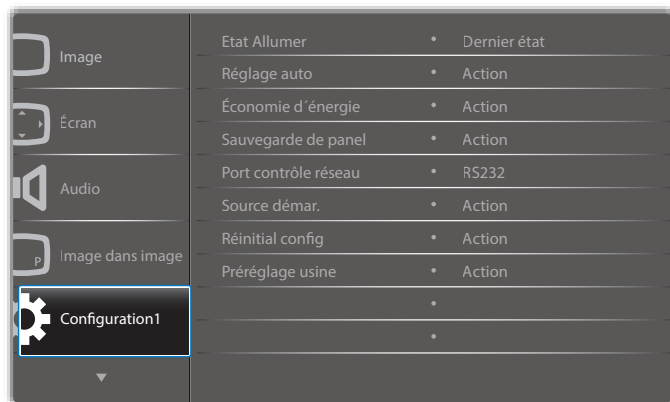 Image
Écran
Audio
P
Image dans image
Configuration1
Etat Allumer • Dernier état
Réglage auto • Action
Économie d´énergie • Action
Sauvegarde de panel • Action
Port contrôle réseau • RS232
Source démar. • Action
Réinitial config • Action
Préréglage usine • Action
•
•